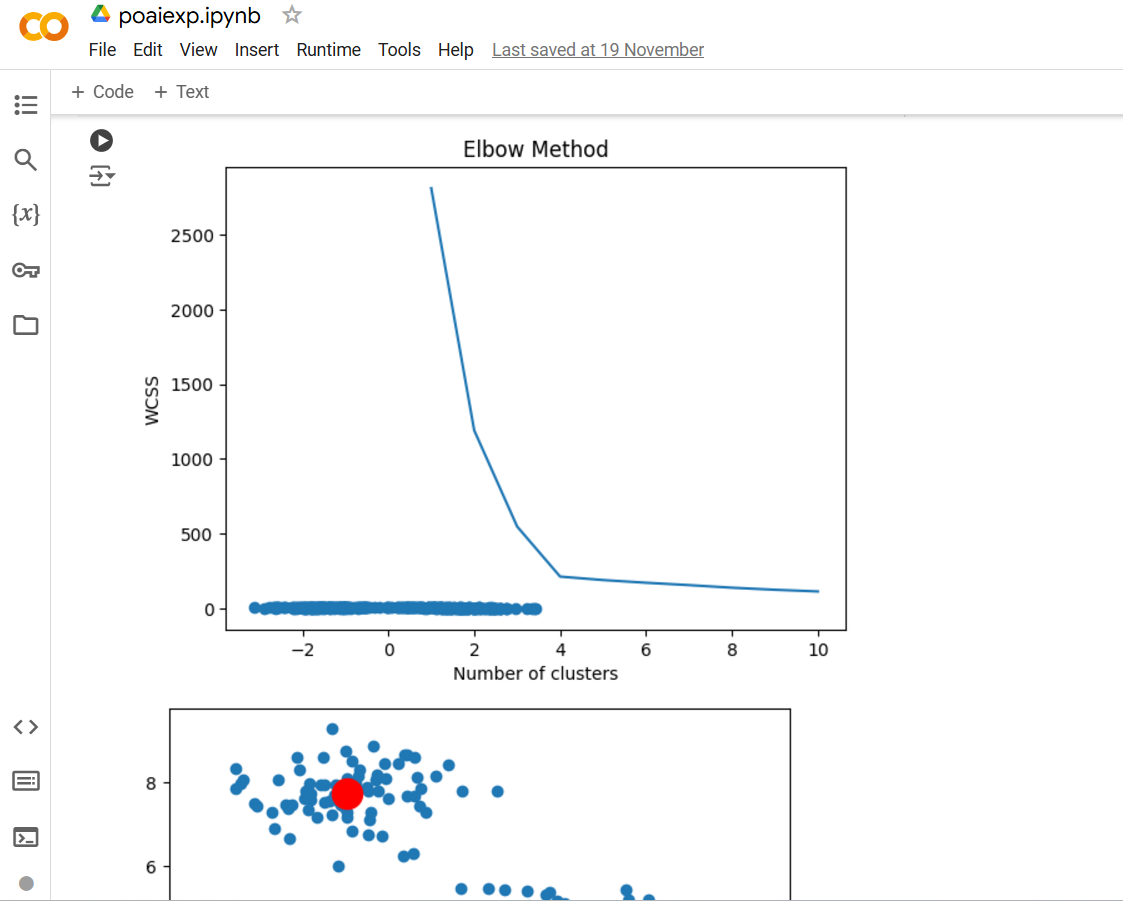 poaiexp.ipynb
File Edit View Insert Runtime Tools Help Last saved at 19 November
+ Code + Text
Elbow Method
{x}
2500
2000
1500
1000
500
0
WCSS
−2 0 2 4 6 8 10
Number of clusters
8
6